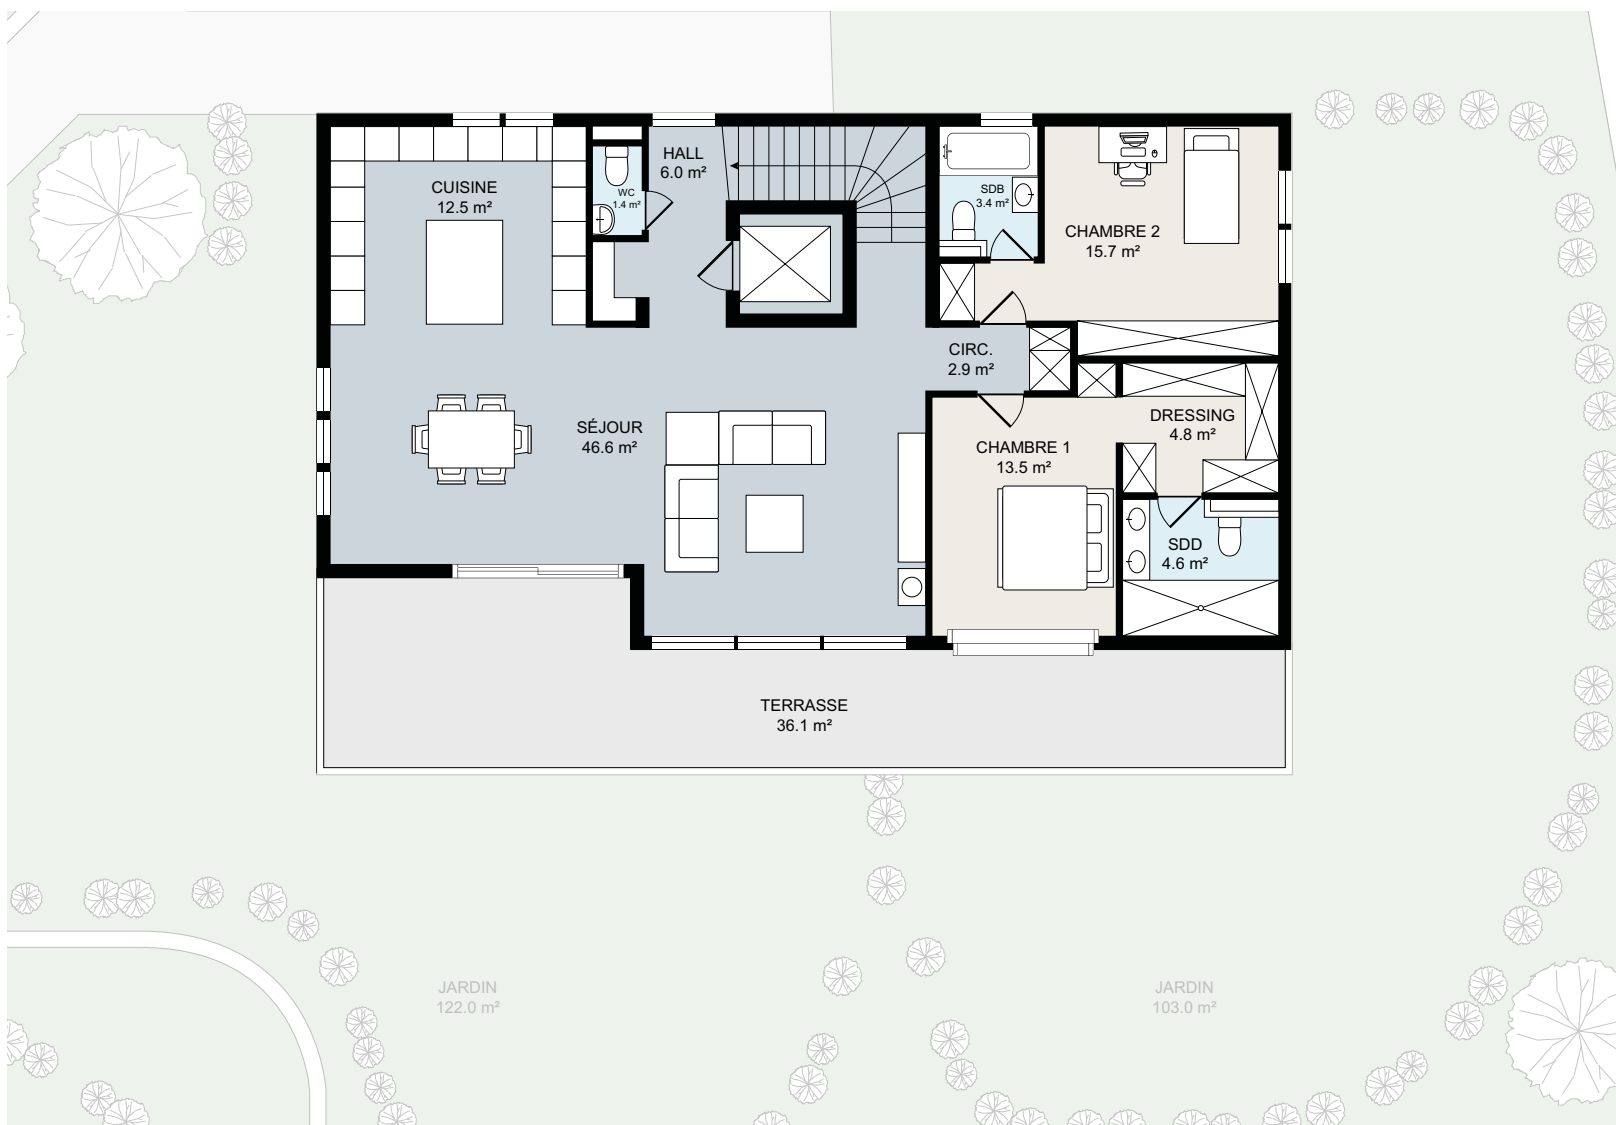 HALL
6.0 m²
CUISINE
12.5 m²
WC
1.4 m²
SDB
3.4 m²
CHAMBRE 2
15.7 m²
CIRC.
2.9 m²
SÉJOUR
46.6 m²
CHAMBRE 1
13.5 m²
DRESSING
4.8 m²
SDD
4.6 m²
TERRASSE
36.1 m²
JARDIN
122.0 m²
JARDIN
103.0 m²